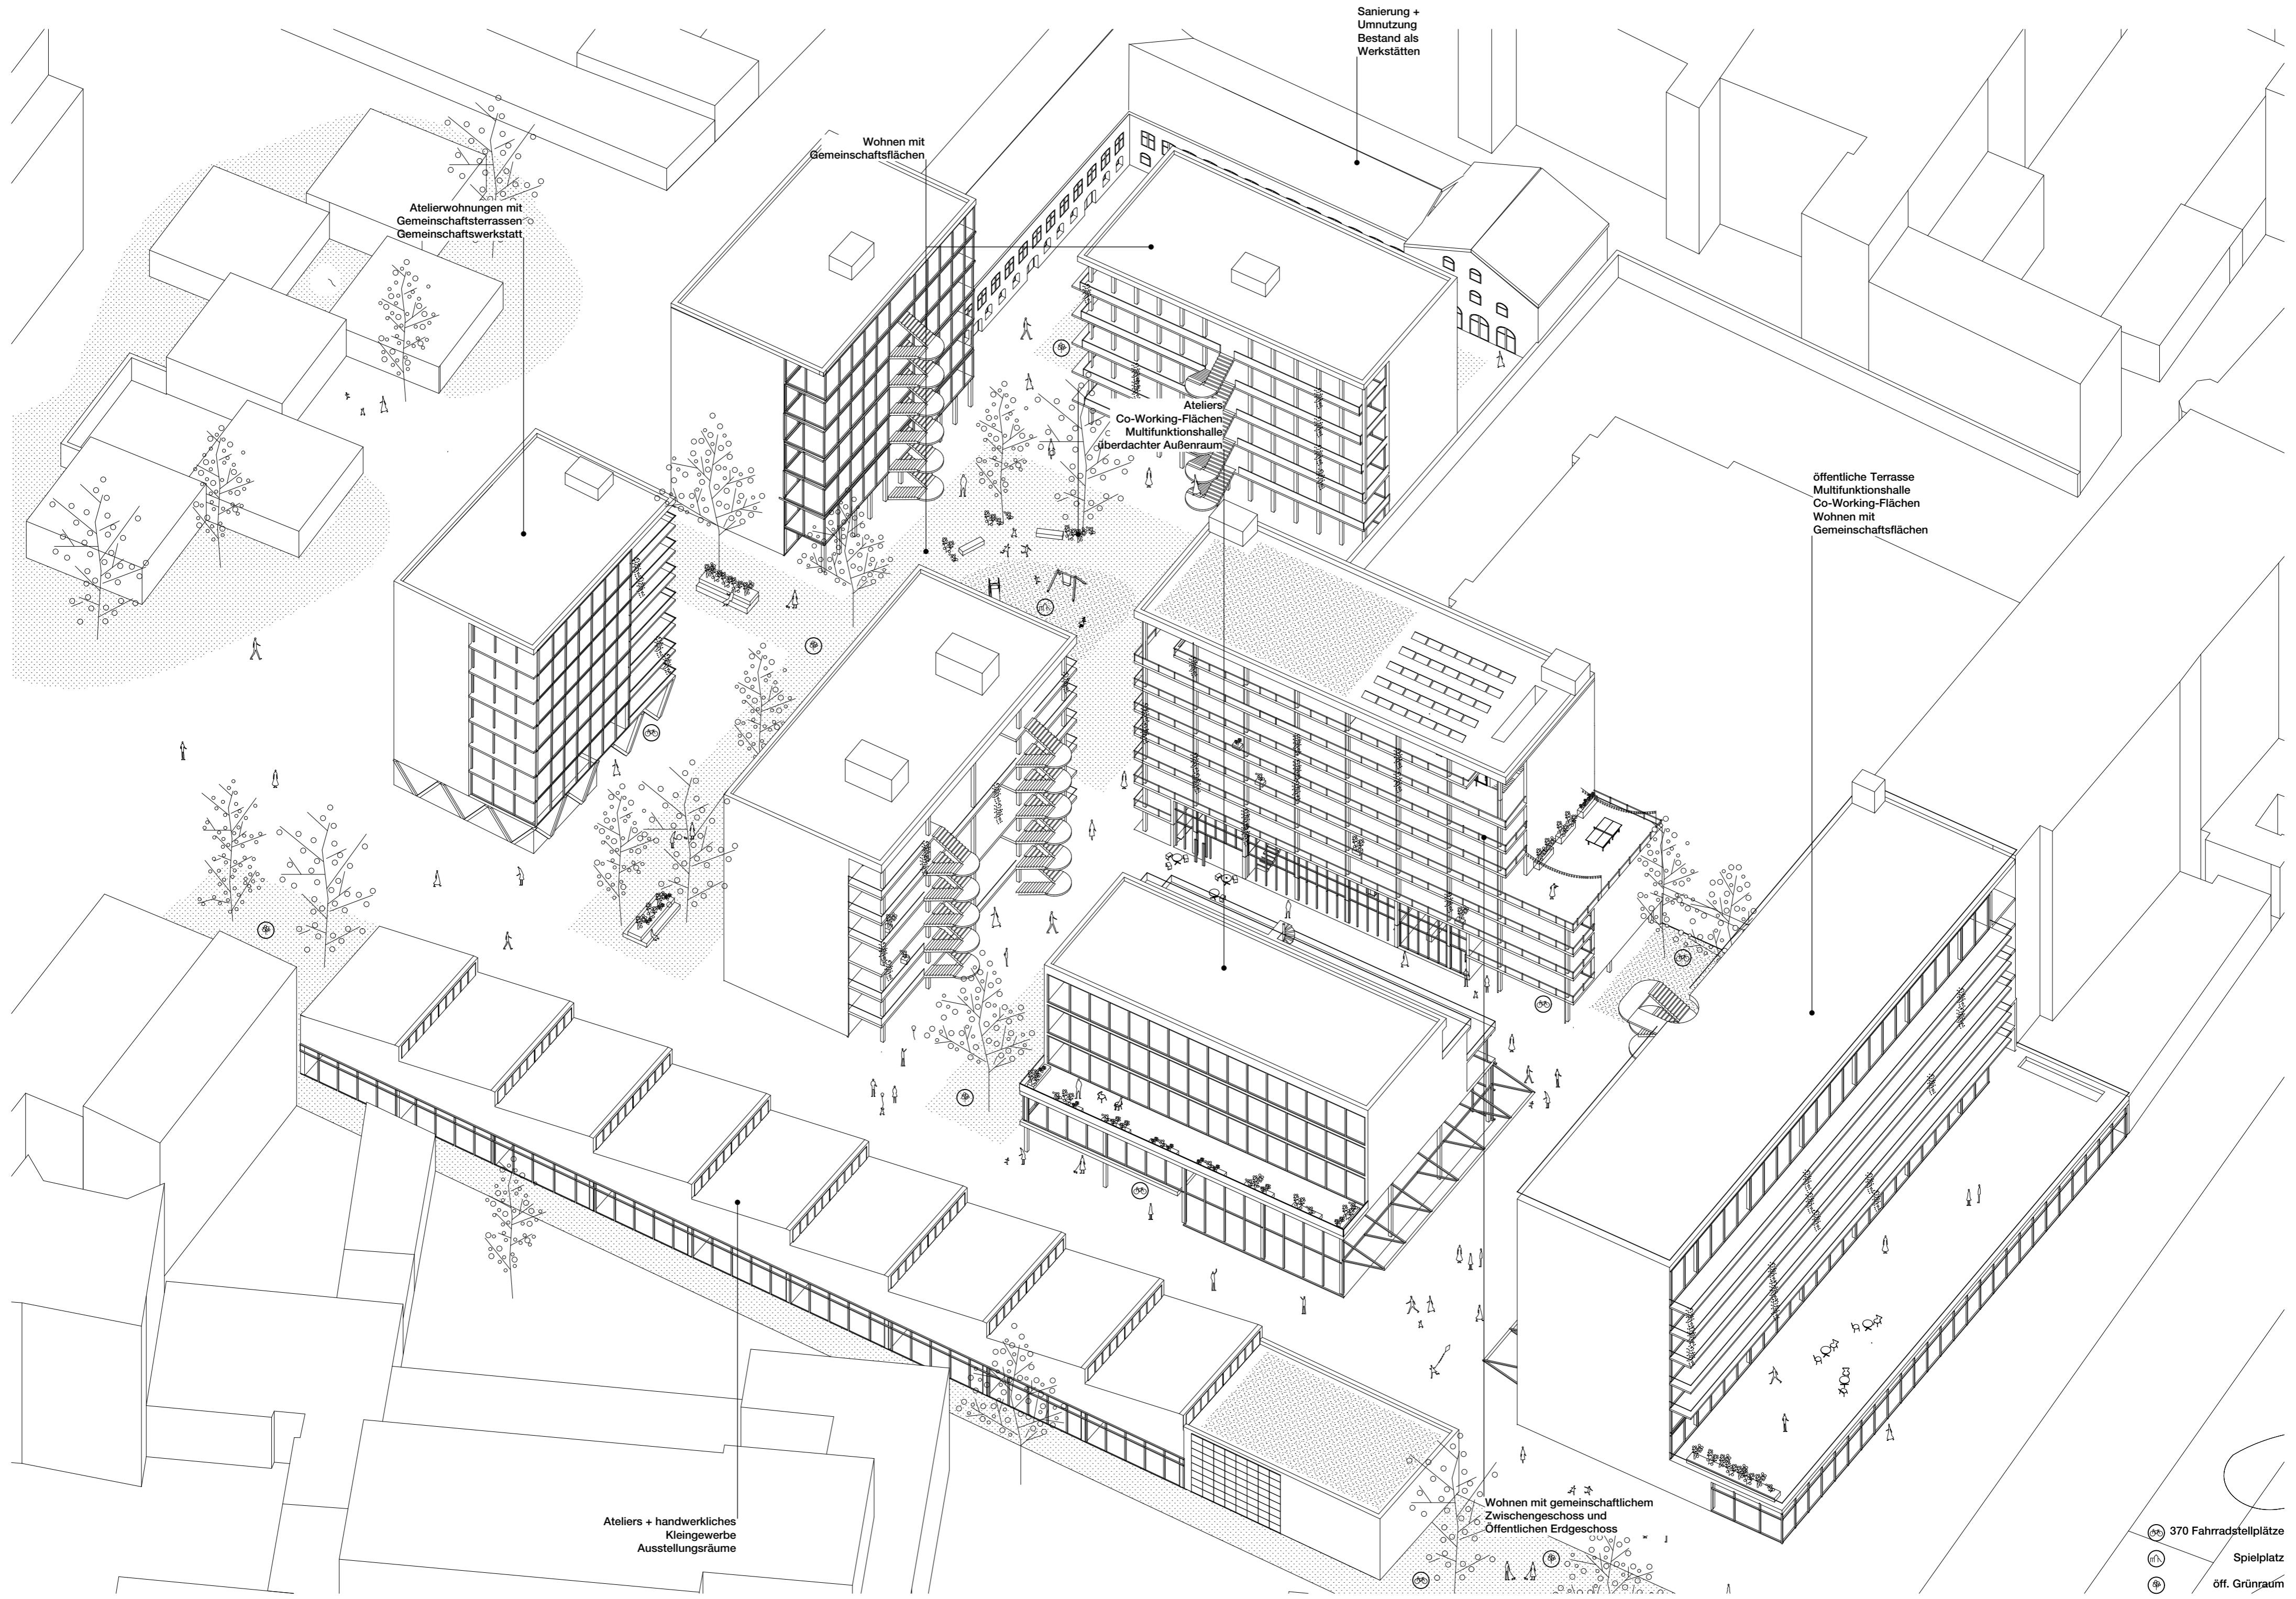 Sanierung +
Umnutzung
Bestand als
Werkstätten
Wohnen mit
Gemeinschaftsflächen
Atelierwohnungen mit
Gemeinschaftsterrassen
Gemeinschaftswerkstatt
Ateliers
Co-Working-Flächen
Multifunktionshalle
überdachter Außenraum
öffentliche Terrasse
Multifunktionshalle
Co-Working-Flächen
Wohnen mit
Gemeinschaftsflächen
Ateliers + handwerkliches
Kleingewerbe
Ausstellungsräume
Wohnen mit gemeinschaftlichem
Zwischengeschoss und
Öffentlichen Erdgeschoss
370 Fahrradstellplätze
Spielplatz
öff. Grünraum